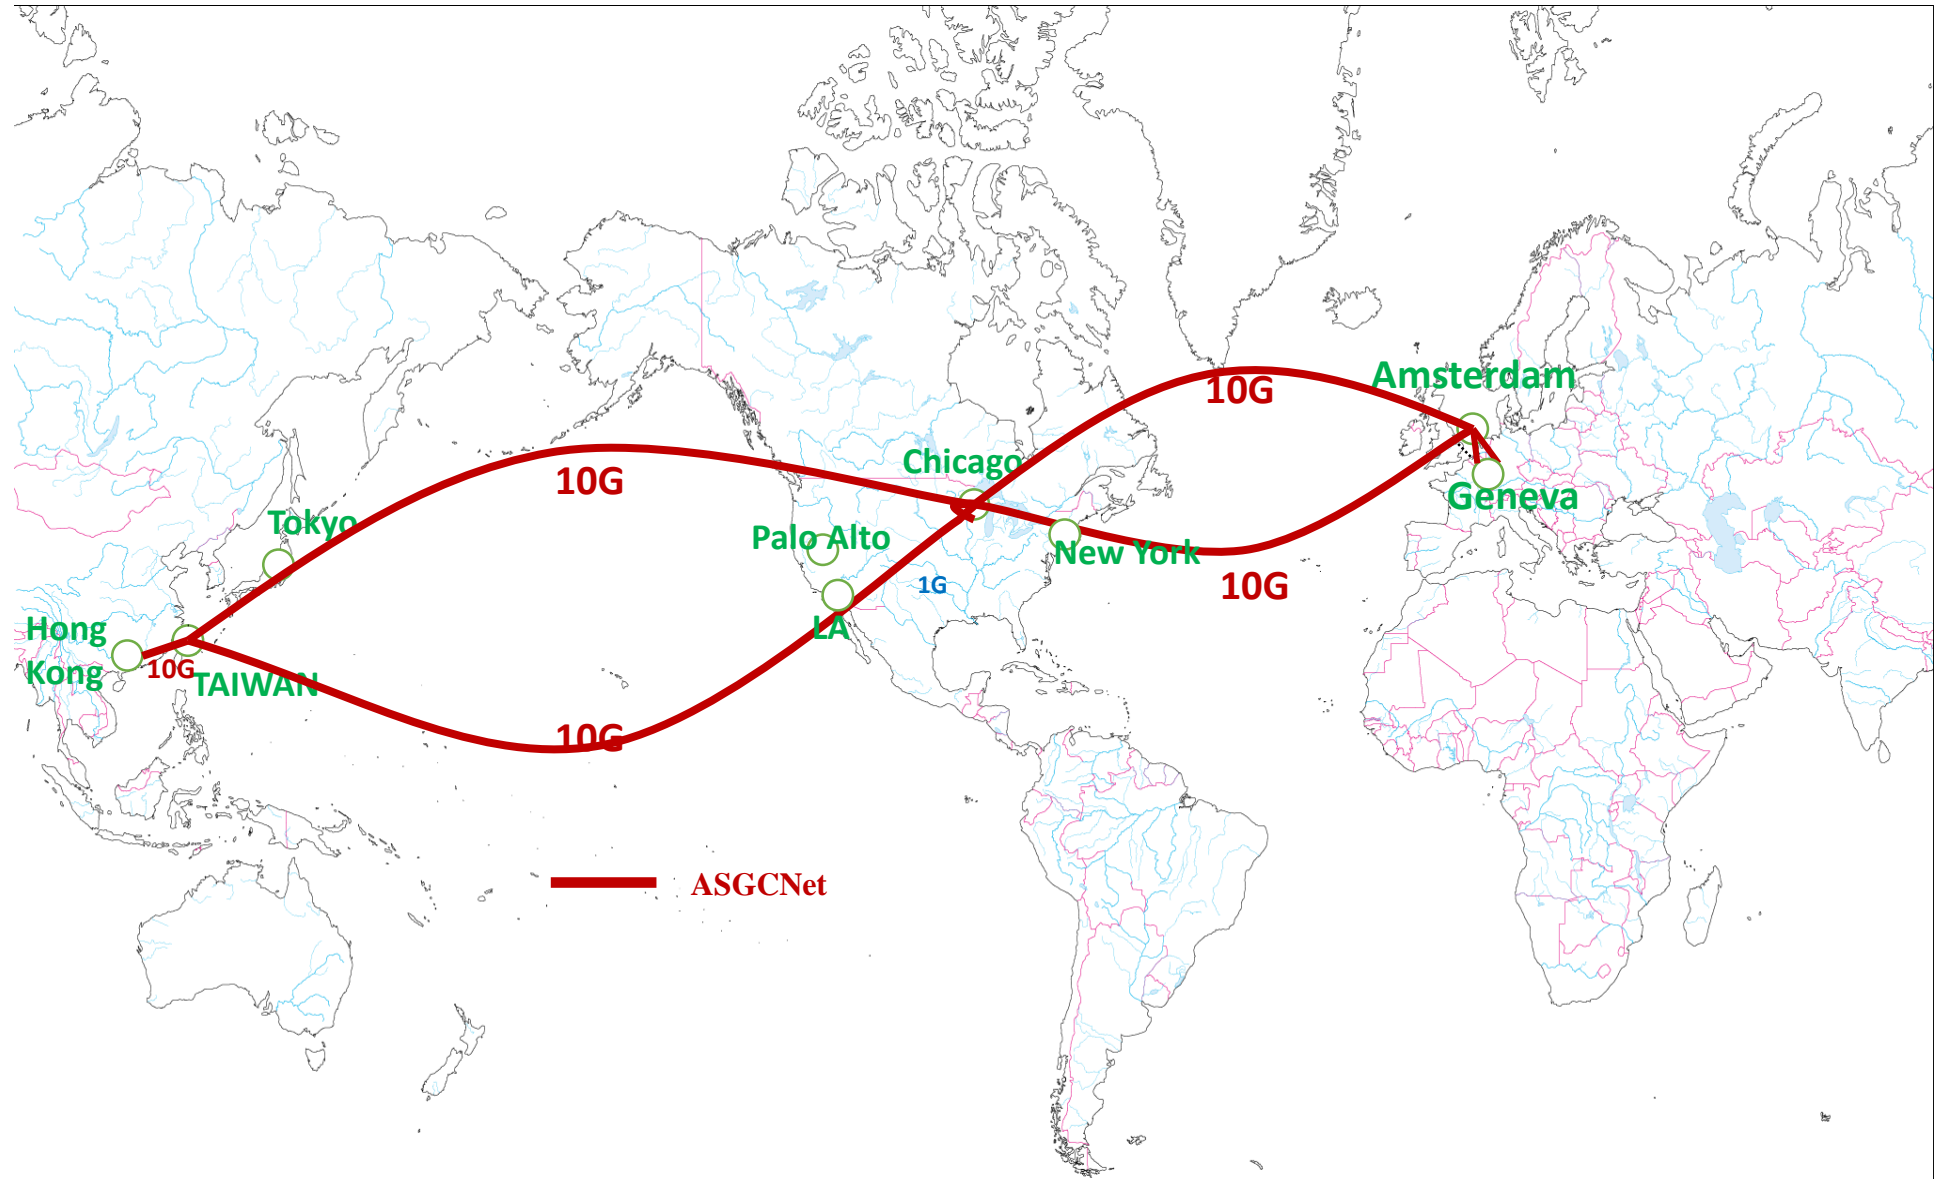 Amsterdam
10G
Chicago
10G
Geneva
Tokyo
Palo Alto
New York
1G
10G
LA
Hong
Kong
10G
TAIWAN
10G
ASGCNet